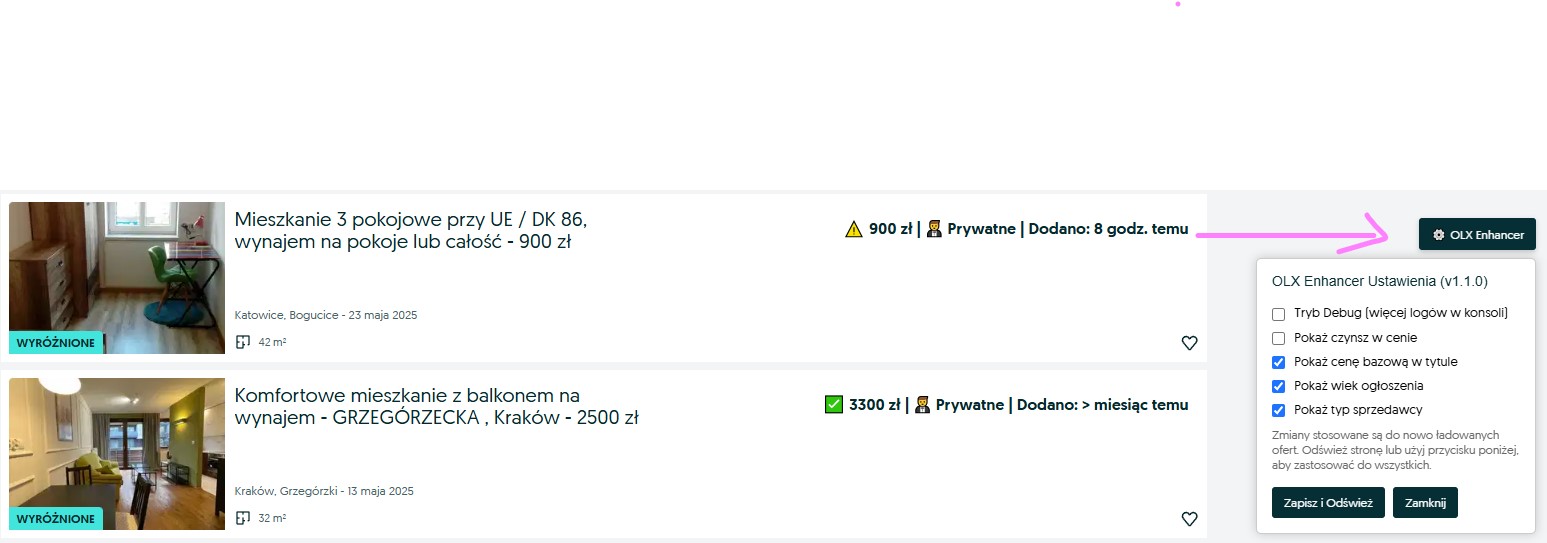 Mieszkanie 3 pokojowe przy UE / DK 86,
wynajem na pokoje lub całość - 900 zł
⚠️ 900 zł | 🤵 Prywatne | Dodano: 8 godz. temu
Katowice, Bogucice - 23 maja 2025
42 m²
WYRÓŻNIONE
Komfortowe mieszkanie z balkonem na
wynajem - GRZEGÓRZECKA , Kraków - 2500 zł
✅ 3300 zł | 🤵 Prywatne | Dodano: > miesiąc temu
Kraków, Grzegórzki - 13 maja 2025
32 m²
WYRÓŻNIONE
OLX Enhancer
OLX Enhancer Ustawienia (v1.1.0)
Tryb Debug (więcej logów w konsoli)
Pokaż czynsz w cenie
Pokaż cenę bazową w tytule
Pokaż wiek ogłoszenia
Pokaż typ sprzedawcy
Zmiany stosowane są do nowo ładowanych
ofert. Odśwież stronę lub użyj przycisku poniżej,
aby zastosować do wszystkich.
Zapisz i Odśwież
Zamknij